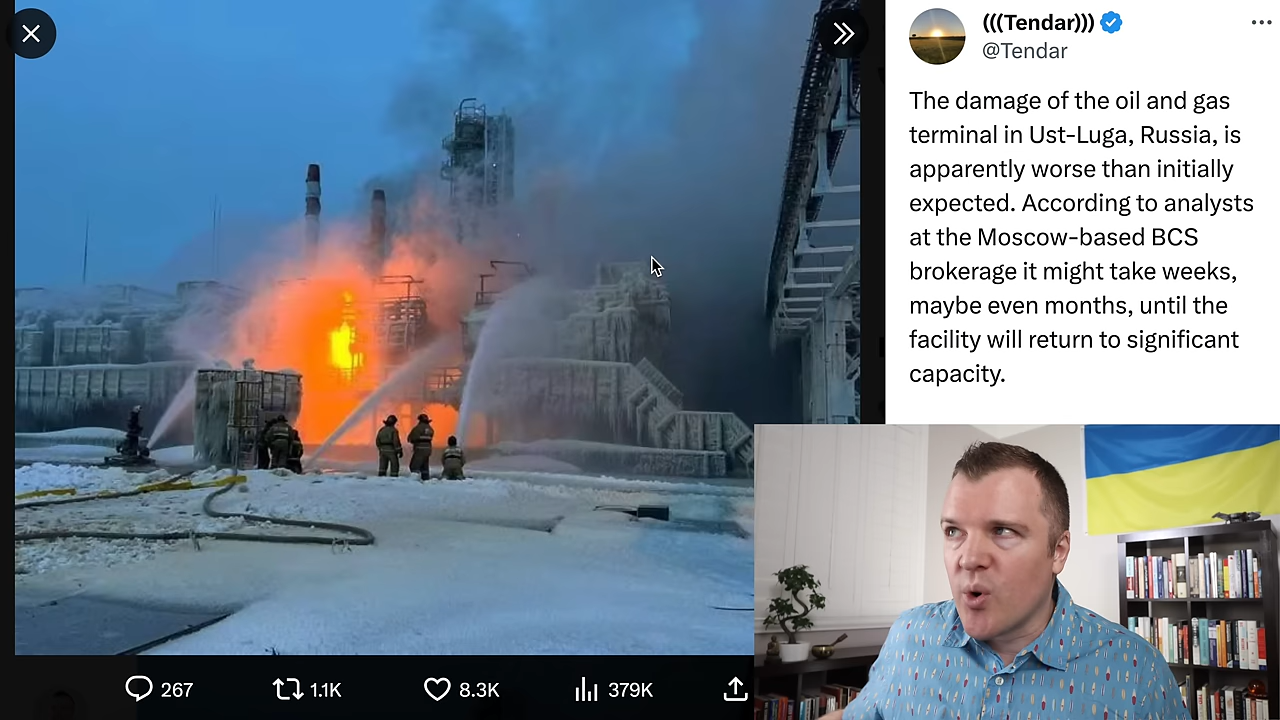 (((Tendar)))
@Tendar
The damage of the oil and gas
terminal in Ust-Luga, Russia, is
apparently worse than initially
expected. According to analysts
at the Moscow-based BCS
brokerage it might take weeks,
maybe even months, until the
facility will return to significant
capacity.
267
1.1K
8.3K
379K